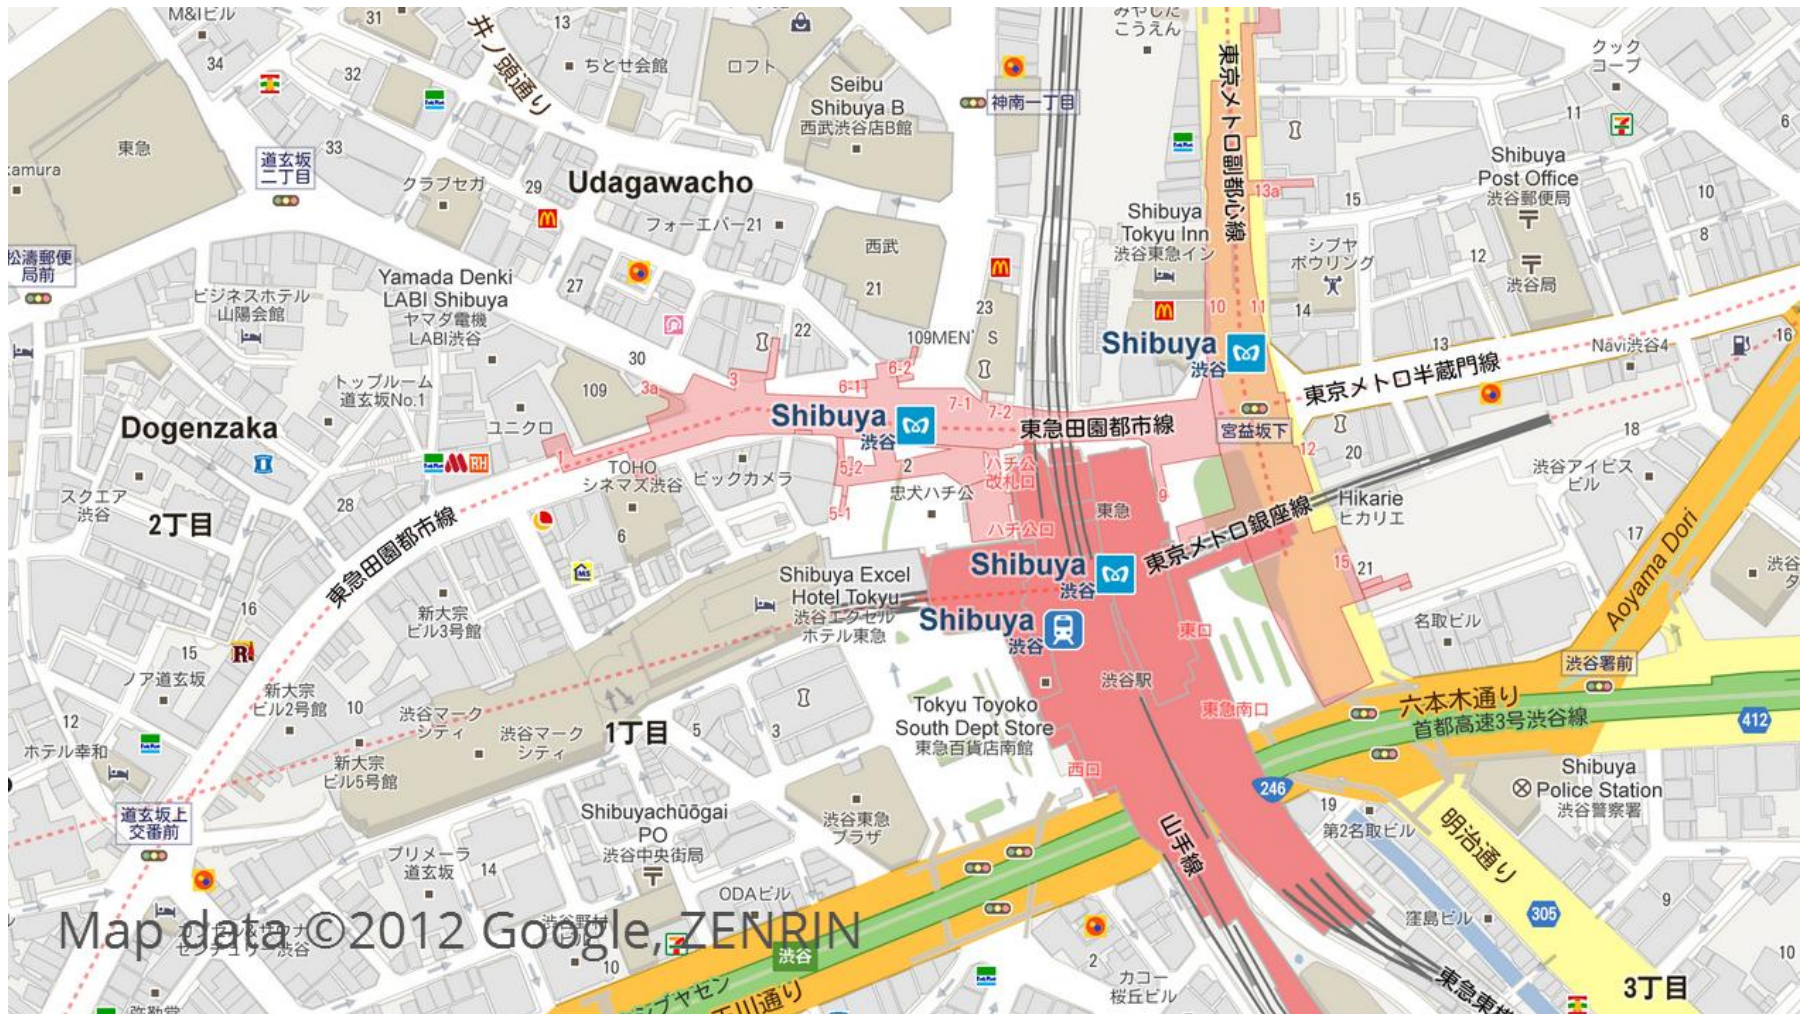 M&Iビル
31
13
みやした
こうえん
34
32
井ノ頭通り
ちとせ会館
ロフト
Seibu
Shibuya B
西武渋谷店B館
神南一丁目
東京メトロ副都心線
クック
コープ
11
6
東急
kamura
道玄坂
二丁目
33
クラブセガ
29
Udagawacho
フォーエバー21
西武
21
Shibuya
Tokyu Inn
渋谷東急イン
13a
15
Shibuya
Post Office
渋谷郵便局
10
8
12
シブヤ
ボウリング
渋谷局
松濤郵便
局前
ビジネスホテル
山陽会館
Yamada Denki
LABI Shibuya
ヤマダ電機
LABI渋谷
27
22
23
109MEN'S
10
11
14
13
Navi渋谷4
16
30
109
3a
3
6-1
6-2
7-1
7-2
Shibuya
渋谷
Shibuya
渋谷
東急田園都市線
宮益坂下
東京メトロ半蔵門線
トップルーム
道玄坂No.1
ユニクロ
Dogenzaka
1
TOHO
シネマズ渋谷
ビックカメラ
5-2
5-1
2
忠犬ハチ公
ハチ公
改札口
ハチ公口
東急
9
12
20
18
渋谷アイビス
ビル
Hikarie
ヒカリエ
17
スクエア
渋谷
2丁目
28
東急田園都市線
6
Shibuya
渋谷
東京メトロ銀座線
15
21
Aoyama Dori
渋谷
タ
Shibuya Excel
Hotel Tokyu
渋谷エクセル
ホテル東急
Shibuya
渋谷
東口
名取ビル
渋谷署前
16
新大宗
ビル3号館
15
ノア道玄坂
新大宗
ビル2号館
10
渋谷マーク
シティ
渋谷マーク
シティ
1丁目
5
3
Tokyu Toyoko
South Dept Store
東急百貨店南館
渋谷駅
東急南口
西口
六本木通り
首都高速3号渋谷線
412
12
ホテル幸和
新大宗
ビル5号館
道玄坂上
交番前
Shibuyachūōgai
PO
渋谷中央街局
渋谷東急
プラザ
山手線
246
19
第2名取ビル
Shibuya
Police Station
渋谷警察署
明治通り
プリメーラ
道玄坂
14
ODAビル
9
窪島ビル
305
Map data ©2012 Google, ZENRIN
渋谷
10
2
カコー
桜丘ビル
玉川通り
東急東横
3丁目
10